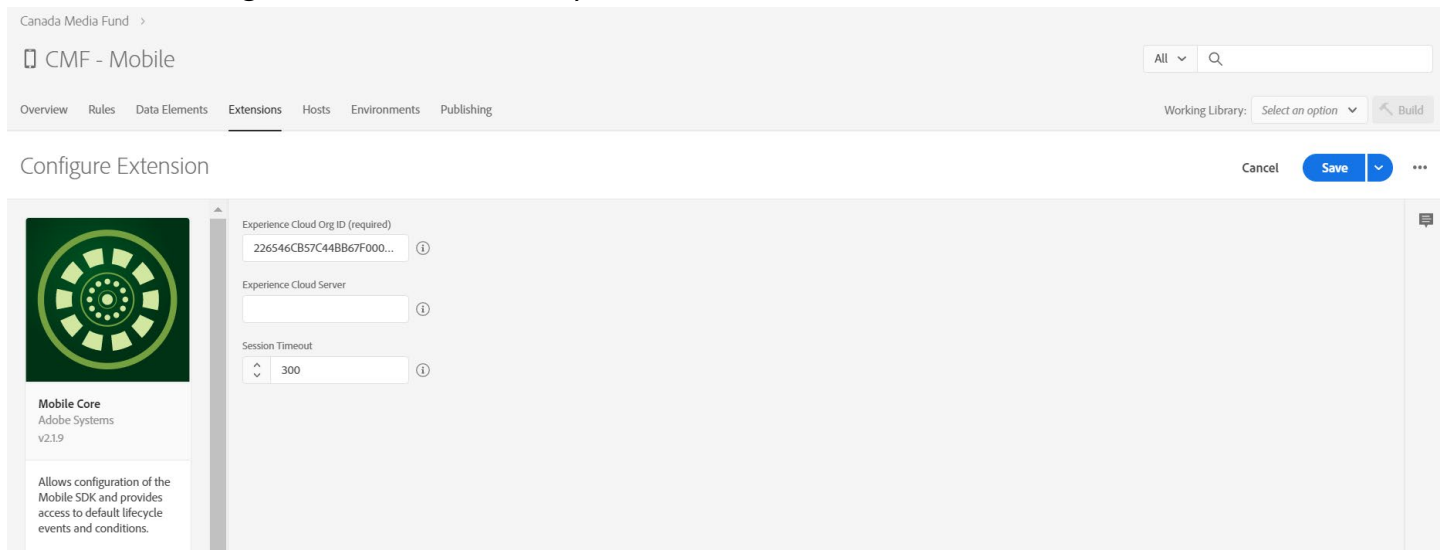 Canada Media Fund >
CMF - Mobile
All
Overview Rules Data Elements Extensions Hosts Environments Publishing
Working Library: Select an option Build
Configure Extension
Cancel Save
Experience Cloud Org ID (required)
226546CB57C44BB67F000...
Experience Cloud Server
Session Timeout
300
Mobile Core
Adobe Systems
v2.1.9
Allows configuration of the
Mobile SDK and provides
access to default lifecycle
events and conditions.